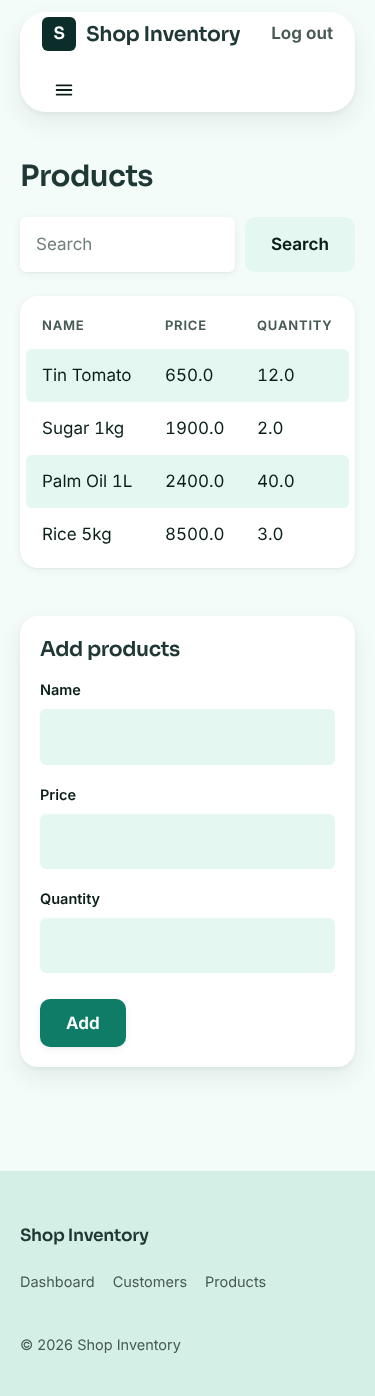 S Shop Inventory Log out
Products
Search Search
NAME PRICE QUANTITY
Tin Tomato 650.0 12.0
Sugar 1kg 1900.0 2.0
Palm Oil 1L 2400.0 40.0
Rice 5kg 8500.0 3.0
Add products
Name
Price
Quantity
Add
Shop Inventory
Dashboard Customers Products
© 2026 Shop Inventory